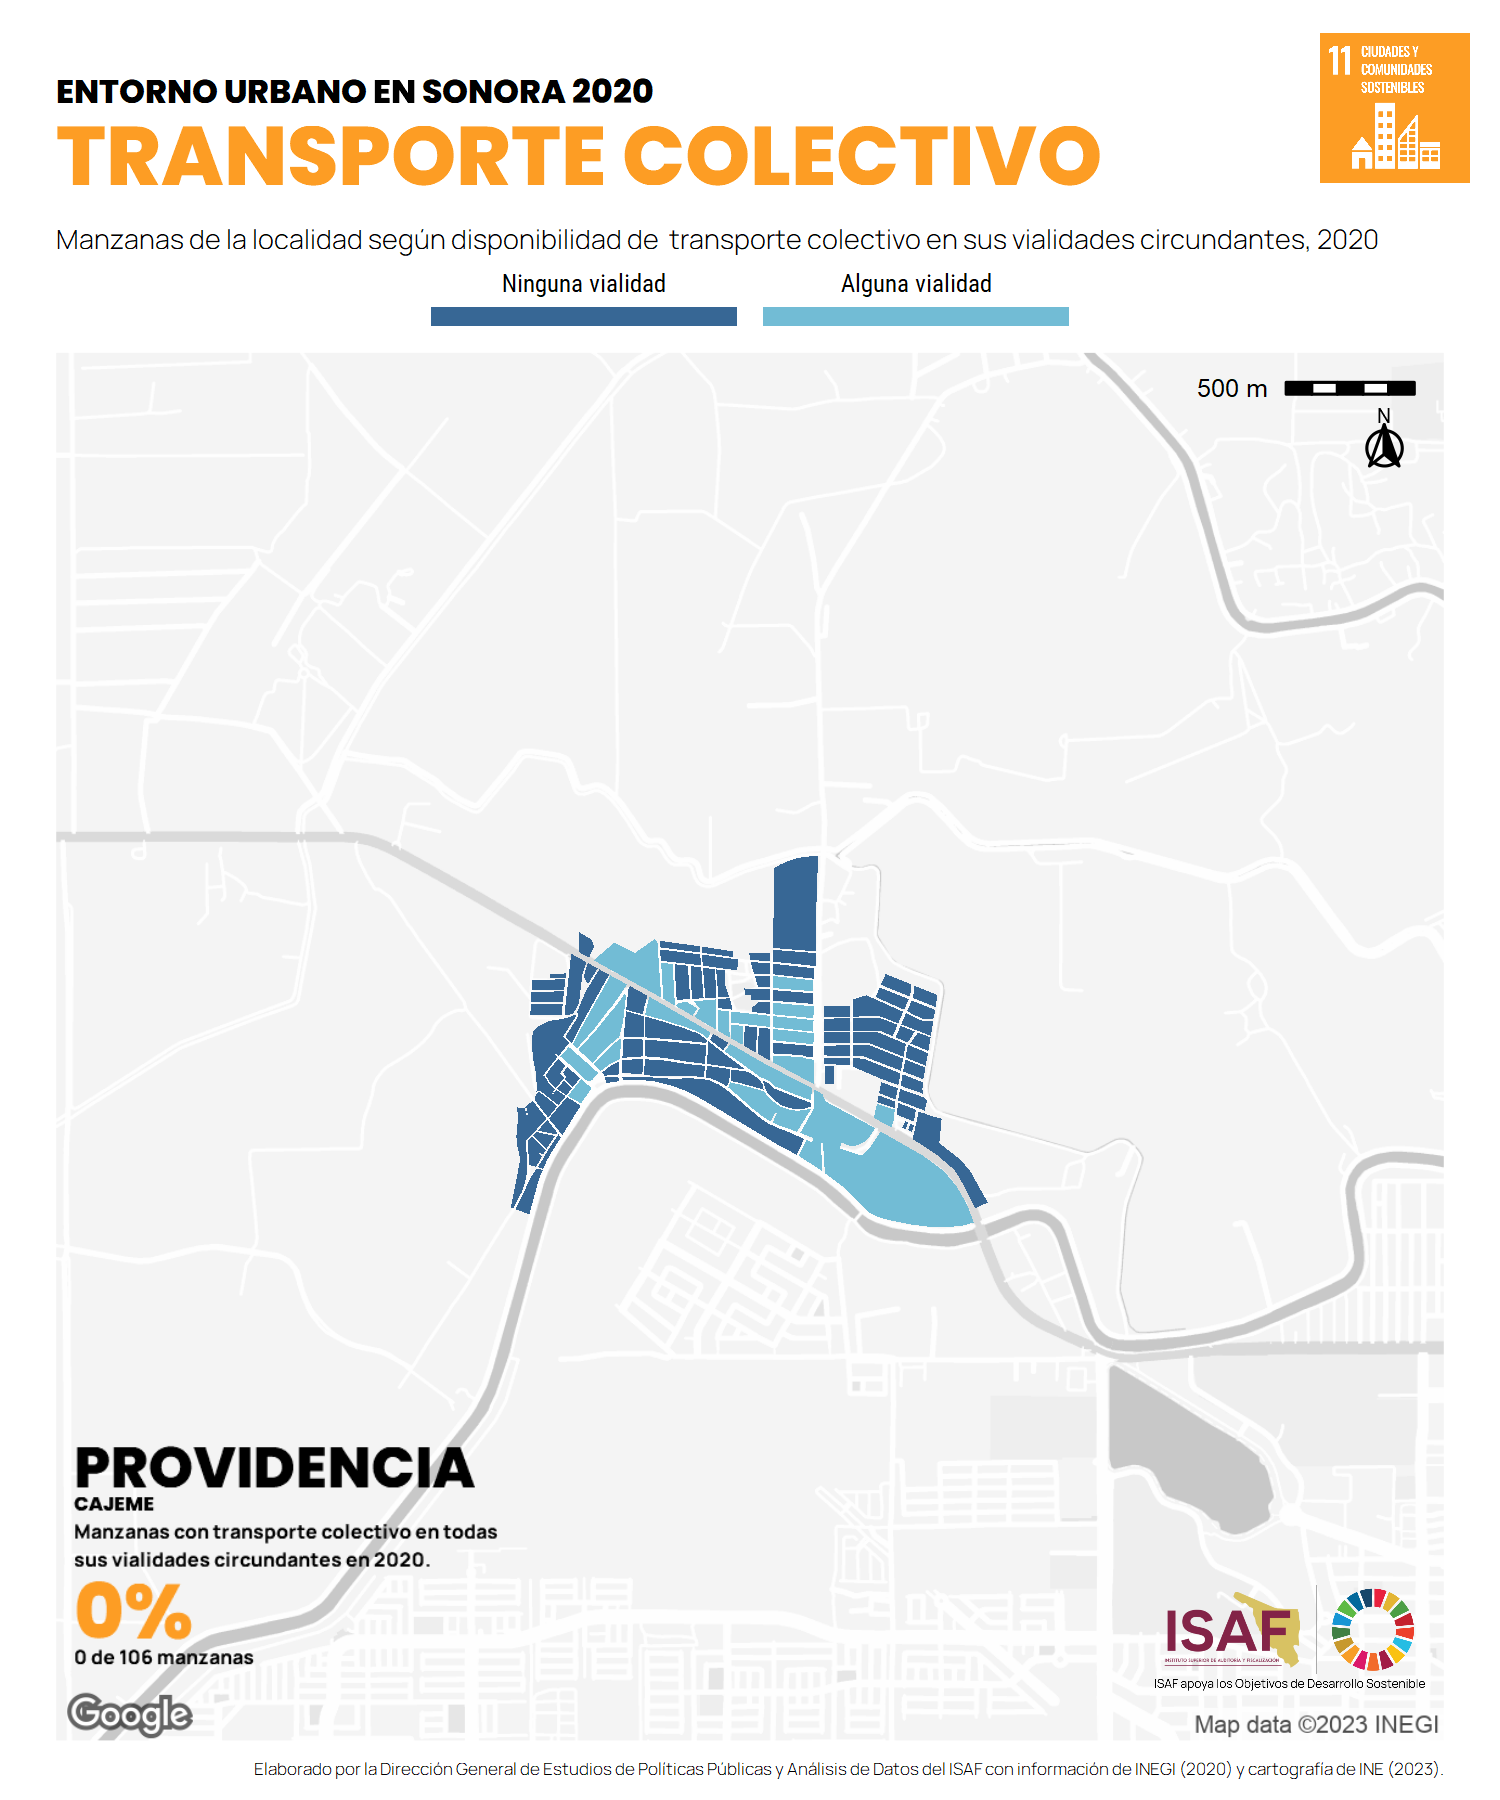 11 CIUDADES Y
COMUNIDADES
SOSTENIBLES
ENTORNO URBANO EN SONORA 2020
TRANSPORTE COLECTIVO
Manzanas de la localidad según disponibilidad de transporte colectivo en sus vialidades circundantes, 2020
Ninguna vialidad
Alguna vialidad
500 m
N
PROVIDENCIA
CAJEME
Manzanas con transporte colectivo en todas
sus vialidades circundantes en 2020.
0%
0 de 106 manzanas
ISAF
INSTITUTO SUPERIOR DE AUDITORÍA Y FISCALIZACIÓN
ISAF apoya los Objetivos de Desarrollo Sostenible
Google
Map data ©2023 INEGI
Elaborado por la Dirección General de Estudios de Políticas Públicas y Análisis de Datos del ISAF con información de INEGI (2020) y cartografía de INE (2023).